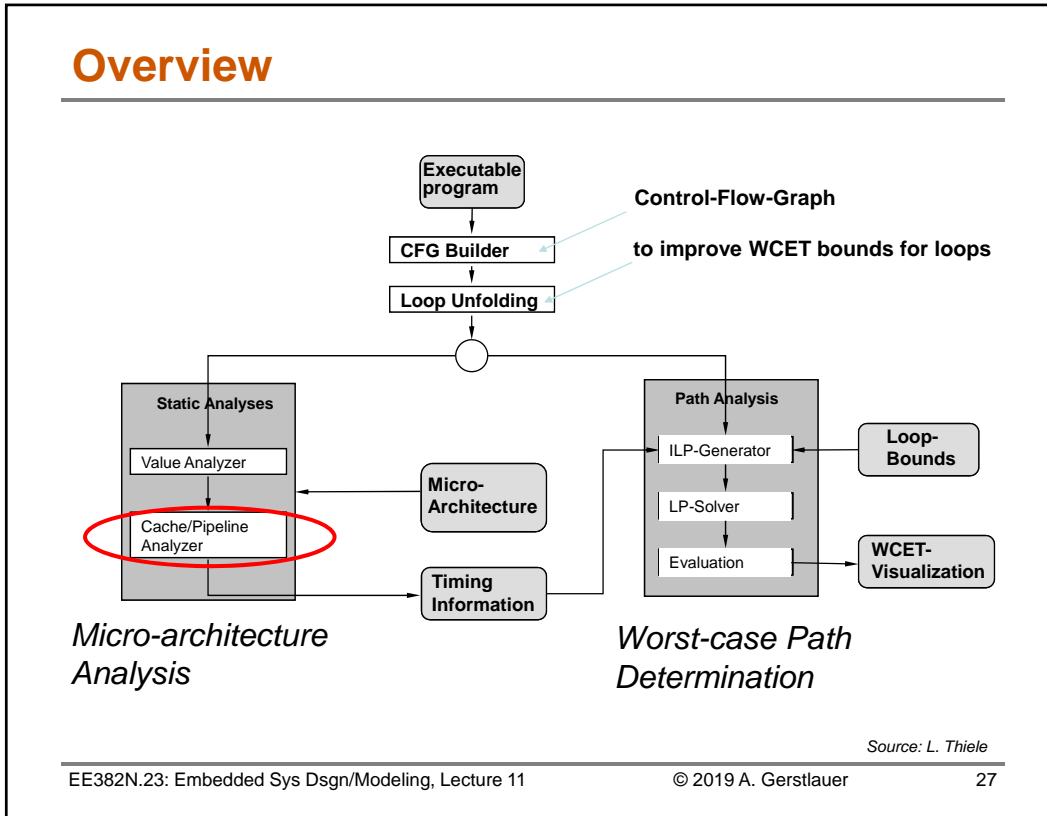 Overview
Executable
program
Control-Flow-Graph
CFG Builder
to improve WCET bounds for loops
Loop Unfolding
Static Analyses
Value Analyzer
Cache/Pipeline
Analyzer
Micro-
Architecture
Timing
Information
Path Analysis
ILP-Generator
LP-Solver
Evaluation
Loop-
Bounds
WCET-
Visualization
Micro-architecture
Analysis
Worst-case Path
Determination
Source: L. Thiele
EE382N.23: Embedded Sys Dsgn/Modeling, Lecture 11 © 2019 A. Gerstlauer 27